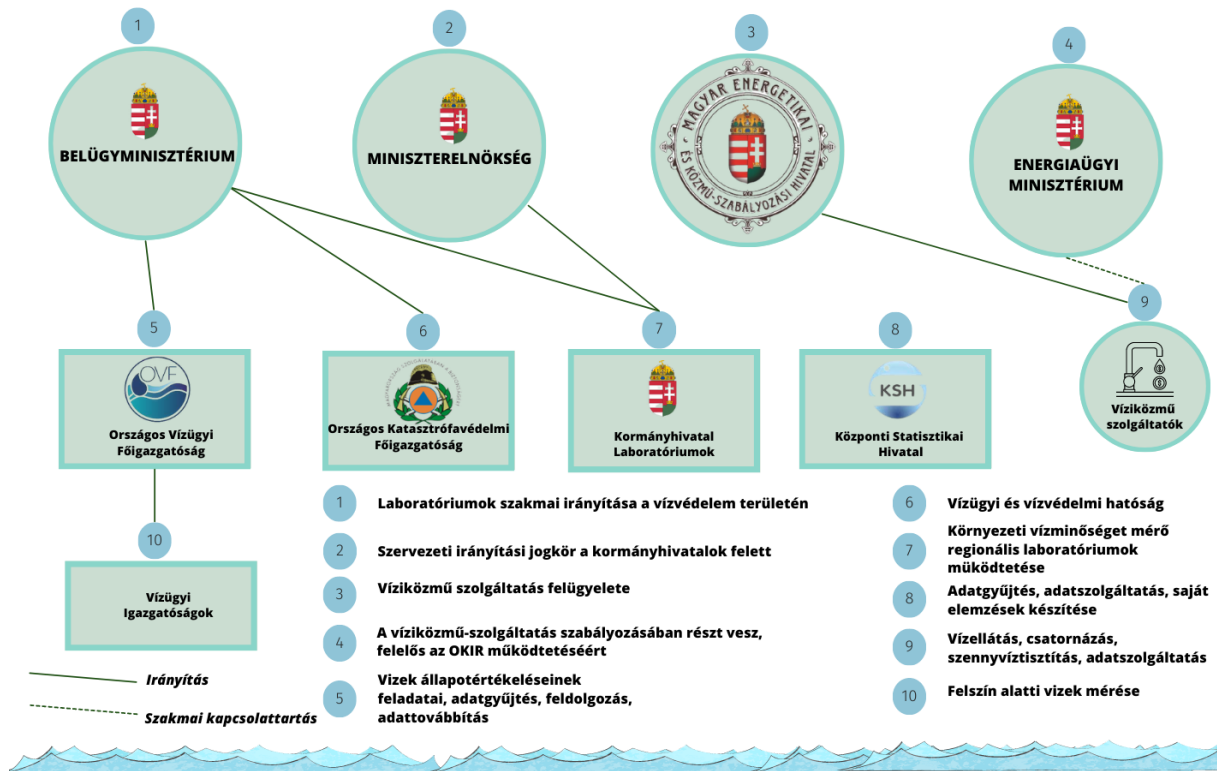 1
2
3
4
BELÜGYMINISZTÉRIUM
MINISZTERELNÖKSÉG
MAGYAR ENERGETIKAI
ÉS KÖZMŰ-SZABÁLYOZÁSI HIVATAL
ENERGIAÜGYI
MINISZTÉRIUM
5
6
7
8
9
OVF
Országos Vízügyi
Főigazgatóság
Országos Katasztrófavédelmi
Főigazgatóság
Kormányhivatal
Laboratóriumok
KSH
Központi Statisztikai
Hivatal
Víziközmű
szolgáltatók
10
Vízügyi
Igazgatóságok
Irányítás
Szakmai kapcsolattartás
1 Laboratóriumok szakmai irányítása a vízvédelem területén
2 Szervezeti irányítási jogkör a kormányhivatalok felett
3 Víziközmű szolgáltatás felügyelete
4 A víziközmű-szolgáltatás szabályozásában részt vesz,
felelős az OKIR működtetéséért
5 Vizek állapotértékeléseinek
feladatai, adatgyűjtés, feldolgozás,
adattovábbítás
6 Vízügyi és vízvédelmi hatóság
7 Környezeti vízminőséget mérő
regionális laboratóriumok
müködtetése
8 Adatgyűjtés, adatszolgáltatás, saját
elemzések készítése
9 Vízellátás, csatornázás,
szennyvíztisztítás, adatszolgáltatás
10 Felszín alatti vizek mérése